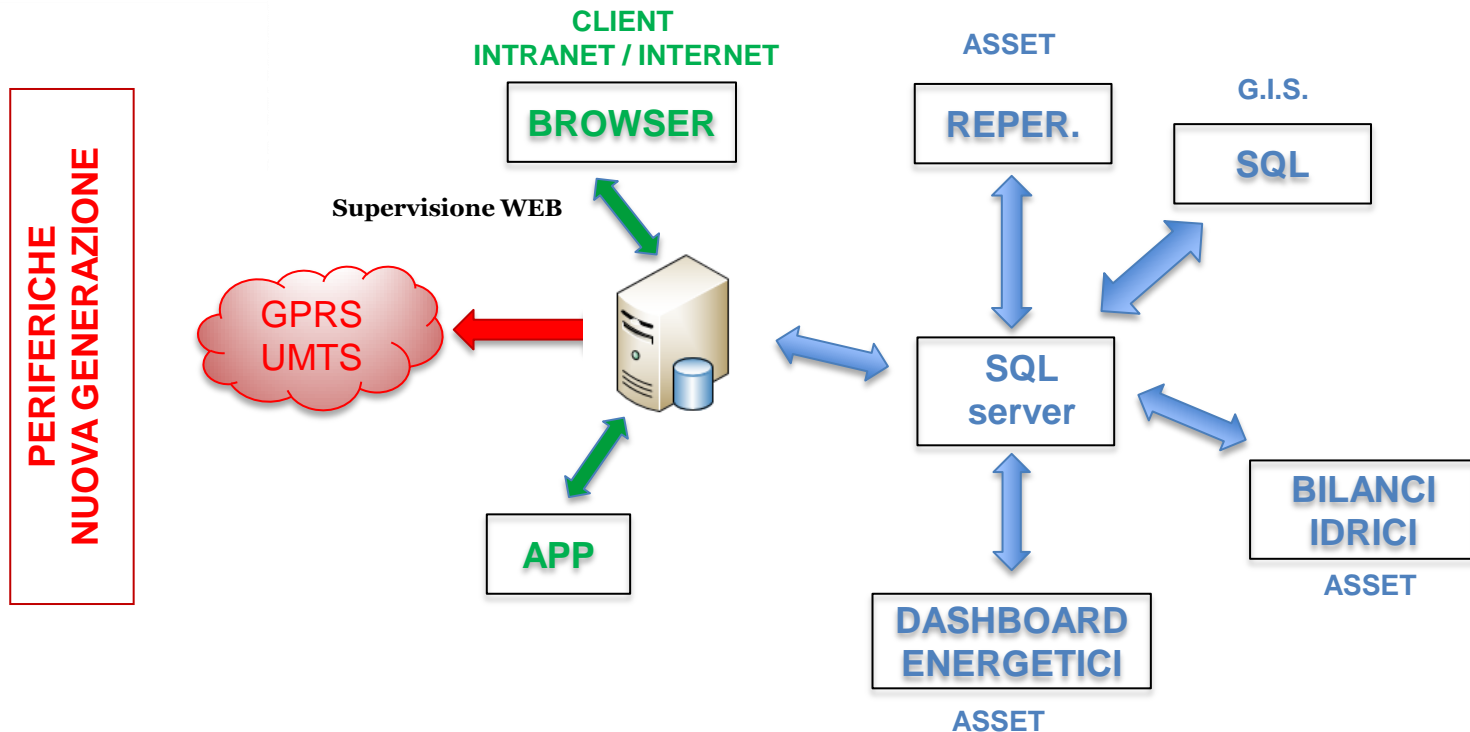 PERIFERICHE
NUOVA GENERAZIONE
CLIENT
INTRANET / INTERNET
BROWSER
Supervisione WEB
GPRS
UMTS
APP
ASSET
REPER.
G.I.S.
SQL
SQL
server
BILANCI
IDRICI
ASSET
DASHBOARD
ENERGETICI
ASSET